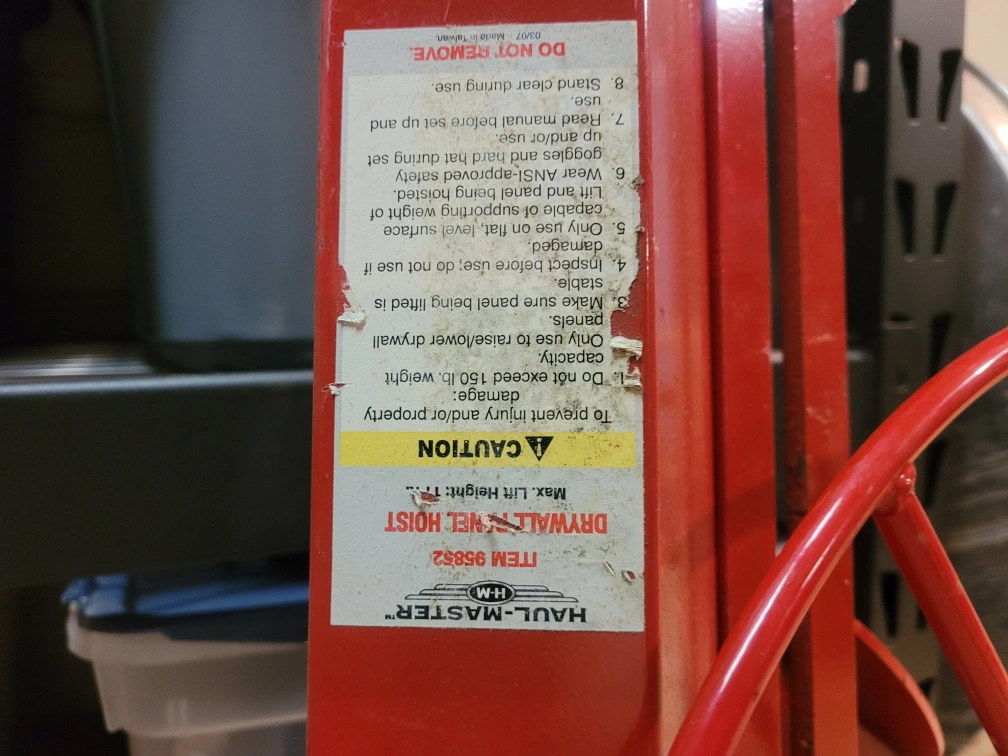 HAUL-MASTER™
H-M
ITEM 95852
DRYWALL PANEL HOIST
Max. Lift Height:
CAUTION
To prevent injury and/or property
damage:
1. Do not exceed 150 lb. weight
capacity.
Only use to raise/lower drywall
panels.
3. Make sure panel being lifted is
stable.
4. Inspect before use; do not use if
damaged.
5. Only use on flat, level surface
capable of supporting weight of
Lift and panel being hoisted.
6. Wear ANSI-approved safety
goggles and hard hat during set
up and/or use.
7. Read manual before set up and
use.
8. Stand clear during use.
DO NOT REMOVE.
03/07 Made in Taiwan.